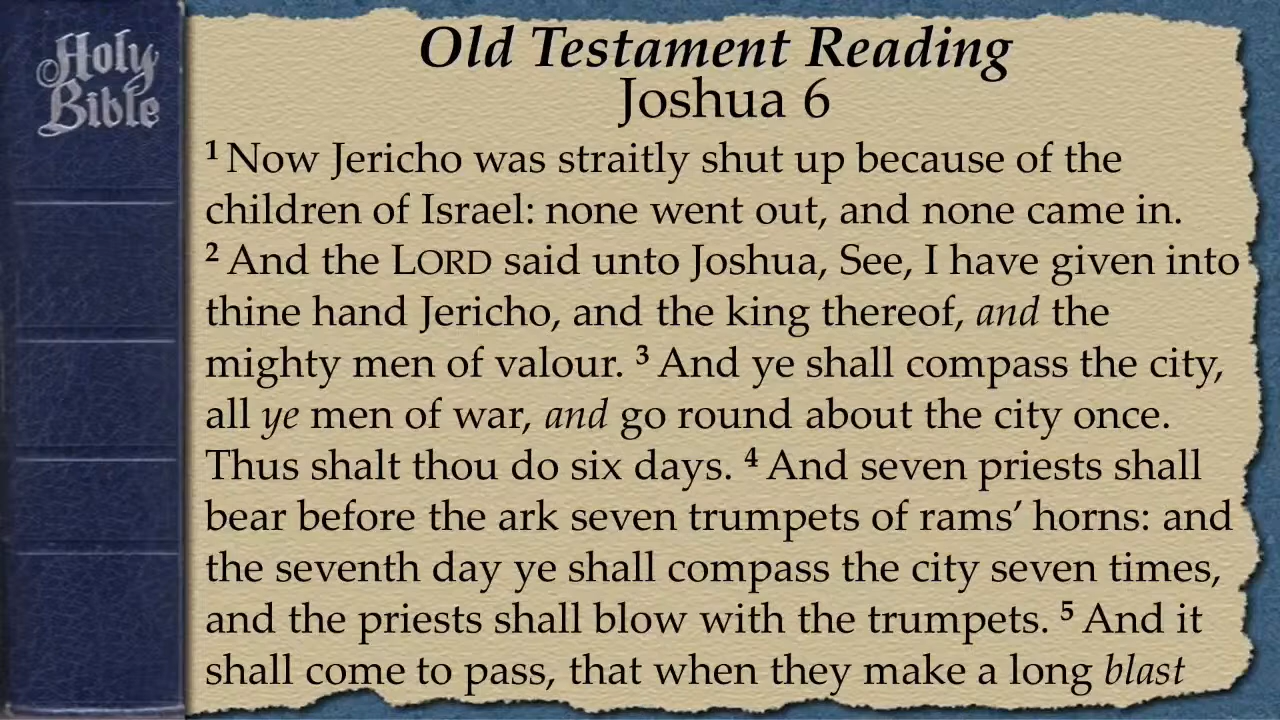 Holy
Bible
Old Testament Reading
Joshua 6
¹ Now Jericho was straitly shut up because of the
children of Israel: none went out, and none came in.
² And the LORD said unto Joshua, See, I have given into
thine hand Jericho, and the king thereof, and the
mighty men of valour. ³ And ye shall compass the city,
all ye men of war, and go round about the city once.
Thus shalt thou do six days. ⁴ And seven priests shall
bear before the ark seven trumpets of rams’ horns: and
the seventh day ye shall compass the city seven times,
and the priests shall blow with the trumpets. ⁵ And it
shall come to pass, that when they make a long blast